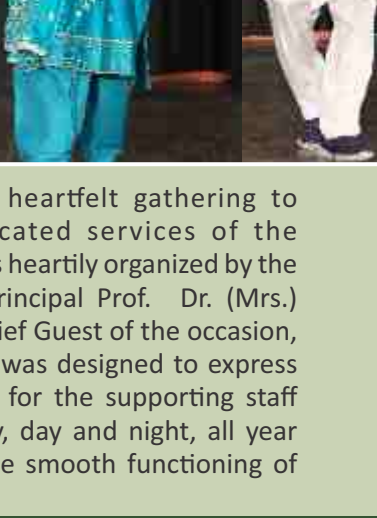 heartfelt gathering to
cated services of the
s heartily organized by the
rincipal Prof. Dr. (Mrs.)
ief Guest of the occasion,
was designed to express
for the supporting staff
, day and night, all year
e smooth functioning of